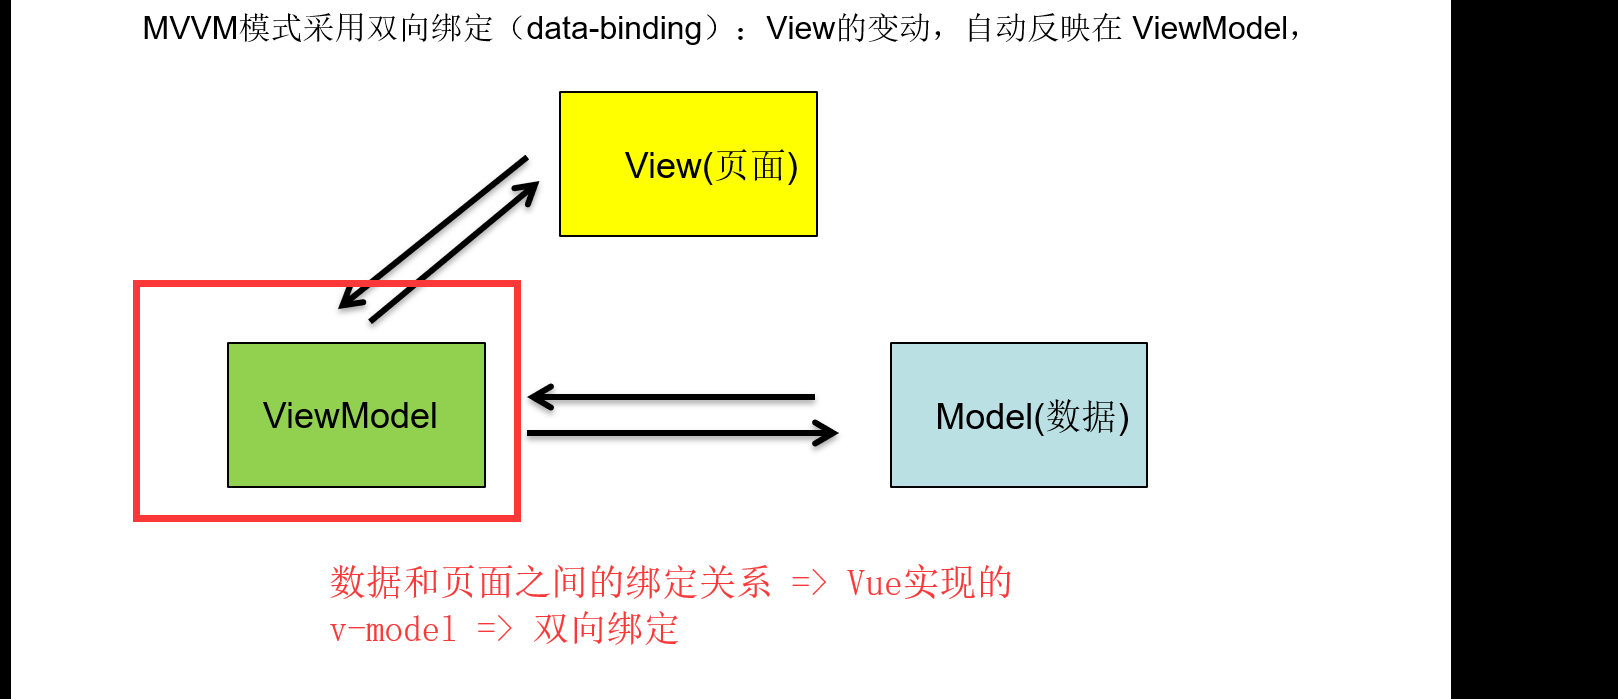 MVVM模式采用双向绑定（data-binding）：View的变动，自动反映在 ViewModel，
View(页面)
ViewModel
Model(数据)
数据和页面之间的绑定关系 => Vue实现的
v-model => 双向绑定